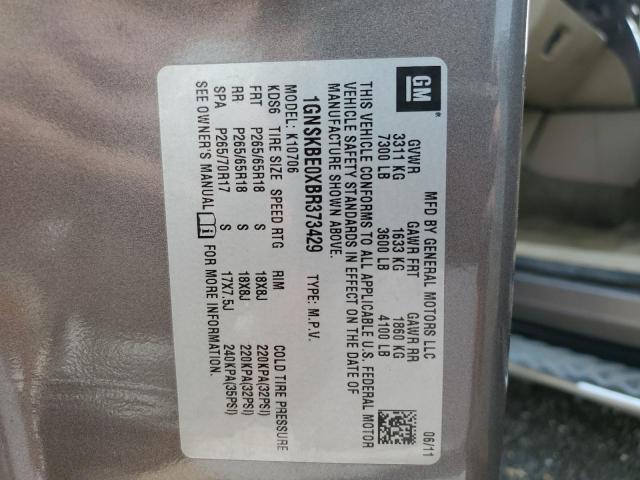 GM
MFD BY GENERAL MOTORS LLC 06/11
GVWR GAWR FRT GAWR RR
3311 KG 1633 KG 1860 KG
7300 LB 3600 LB 4100 LB
THIS VEHICLE CONFORMS TO ALL APPLICABLE U.S. FEDERAL MOTOR
VEHICLE SAFETY STANDARDS IN EFFECT ON THE DATE OF
MANUFACTURE SHOWN ABOVE.
1GNSKBE0XBR373429 TYPE: M.P.V.
MODEL: K10706
KDS6 TIRE SIZE SPEED RTG RIM COLD TIRE PRESSURE
FRT P265/65R18 S 18X8J 220KPA(32PSI)
RR P265/65R18 S 18X8J 220KPA(32PSI)
SPA P265/70R17 S 17X7.5J 240KPA(35PSI)
SEE OWNER'S MANUAL FOR MORE INFORMATION.